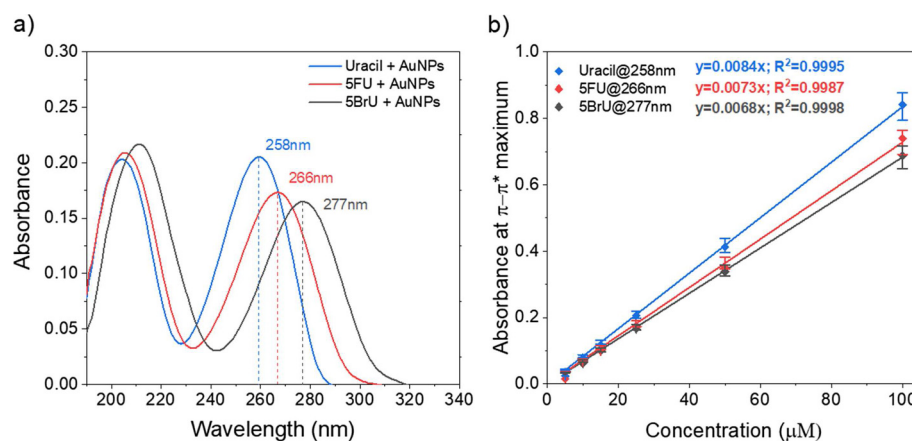 a)
0.30
0.25
0.20
0.15
0.10
0.05
0.00
Absorbance
Uracil + AuNPs
5FU + AuNPs
5BrU + AuNPs
258nm
266nm
277nm
200 220 240 260 280 300 320 340
Wavelength (nm)
b)
1.0
0.8
0.6
0.4
0.2
0.0
Absorbance at π–π* maximum
Uracil@258nm y=0.0084x; R²=0.9995
5FU@266nm y=0.0073x; R²=0.9987
5BrU@277nm y=0.0068x; R²=0.9998
0 20 40 60 80 100
Concentration (μM)